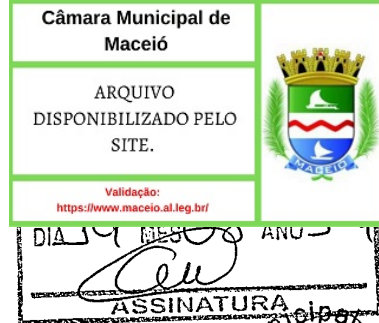 Câmara Municipal de
Maceió
ARQUIVO
DISPONIBILIZADO PELO
SITE.
Validação:
https://www.maceio.al.leg.br/
MACEIÓ
DIA MES ANO
ASSINATURA